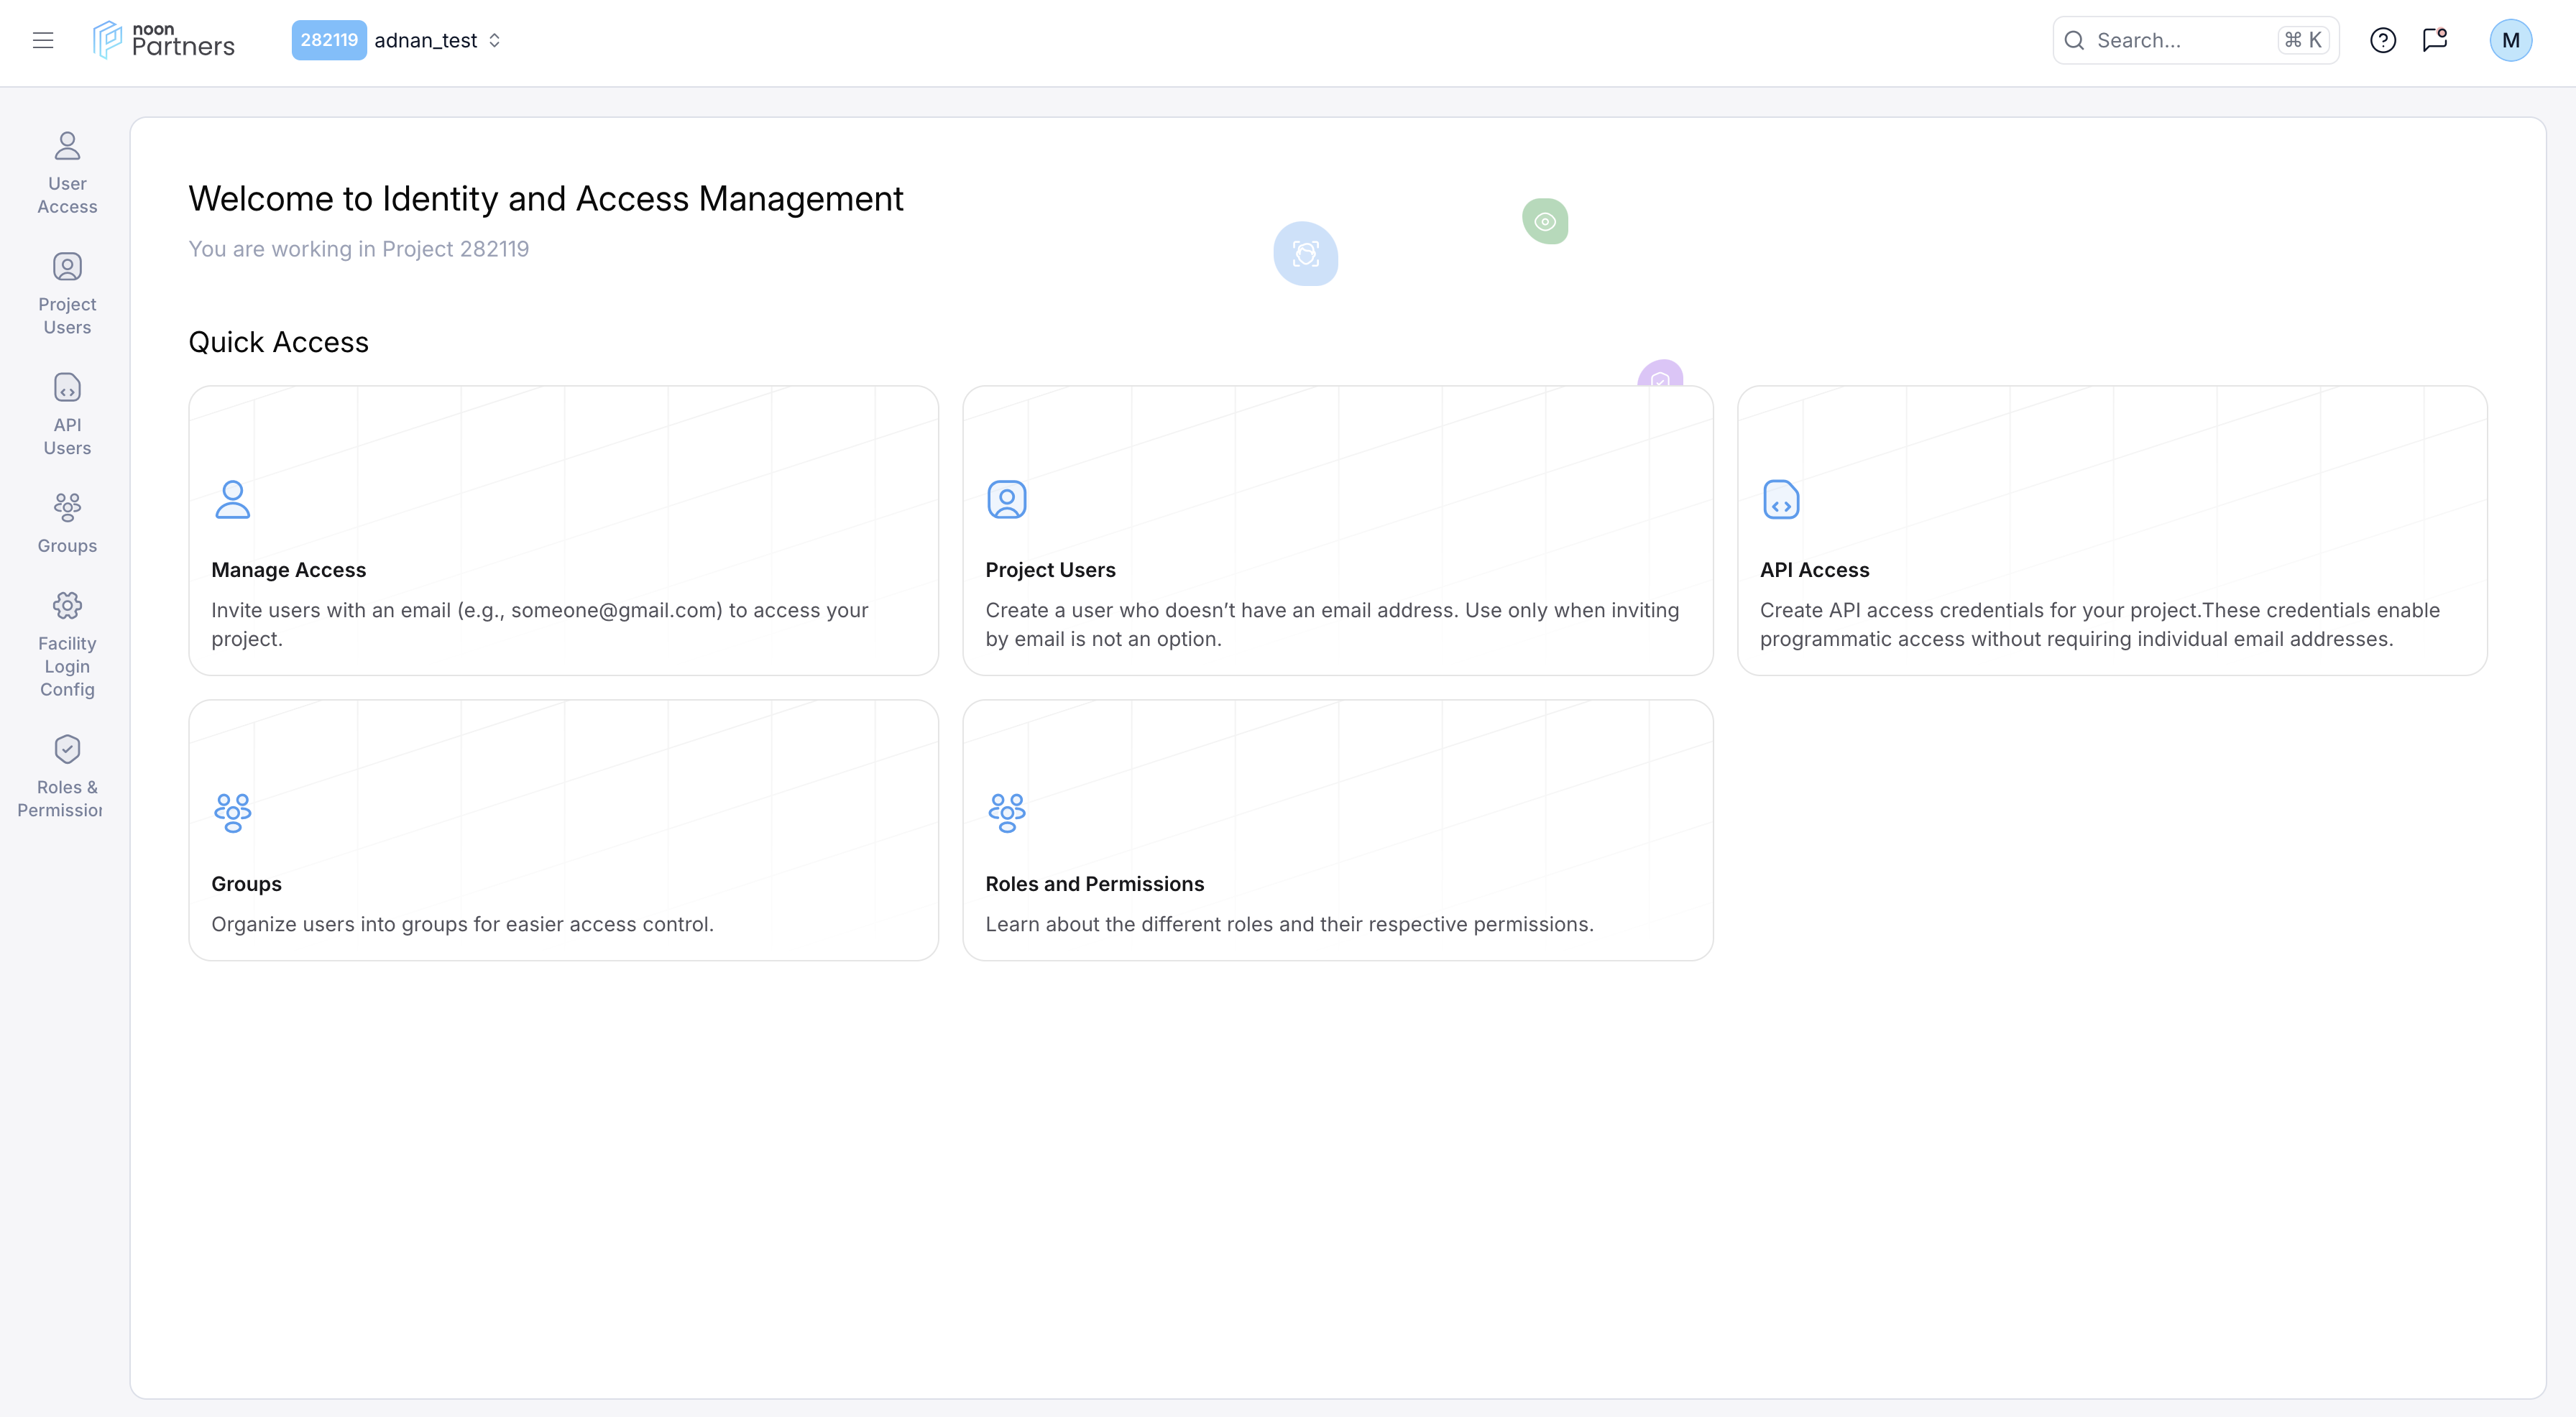 noon
Partners
282119 adnan_test
Search... ⌘ K
M
User
Access
Project
Users
API
Users
Groups
Facility
Login
Config
Roles &
Permission
Welcome to Identity and Access Management
You are working in Project 282119
Quick Access
Manage Access
Invite users with an email (e.g., someone@gmail.com) to access your
project.
Project Users
Create a user who doesn’t have an email address. Use only when inviting
by email is not an option.
API Access
Create API access credentials for your project.These credentials enable
programmatic access without requiring individual email addresses.
Groups
Organize users into groups for easier access control.
Roles and Permissions
Learn about the different roles and their respective permissions.